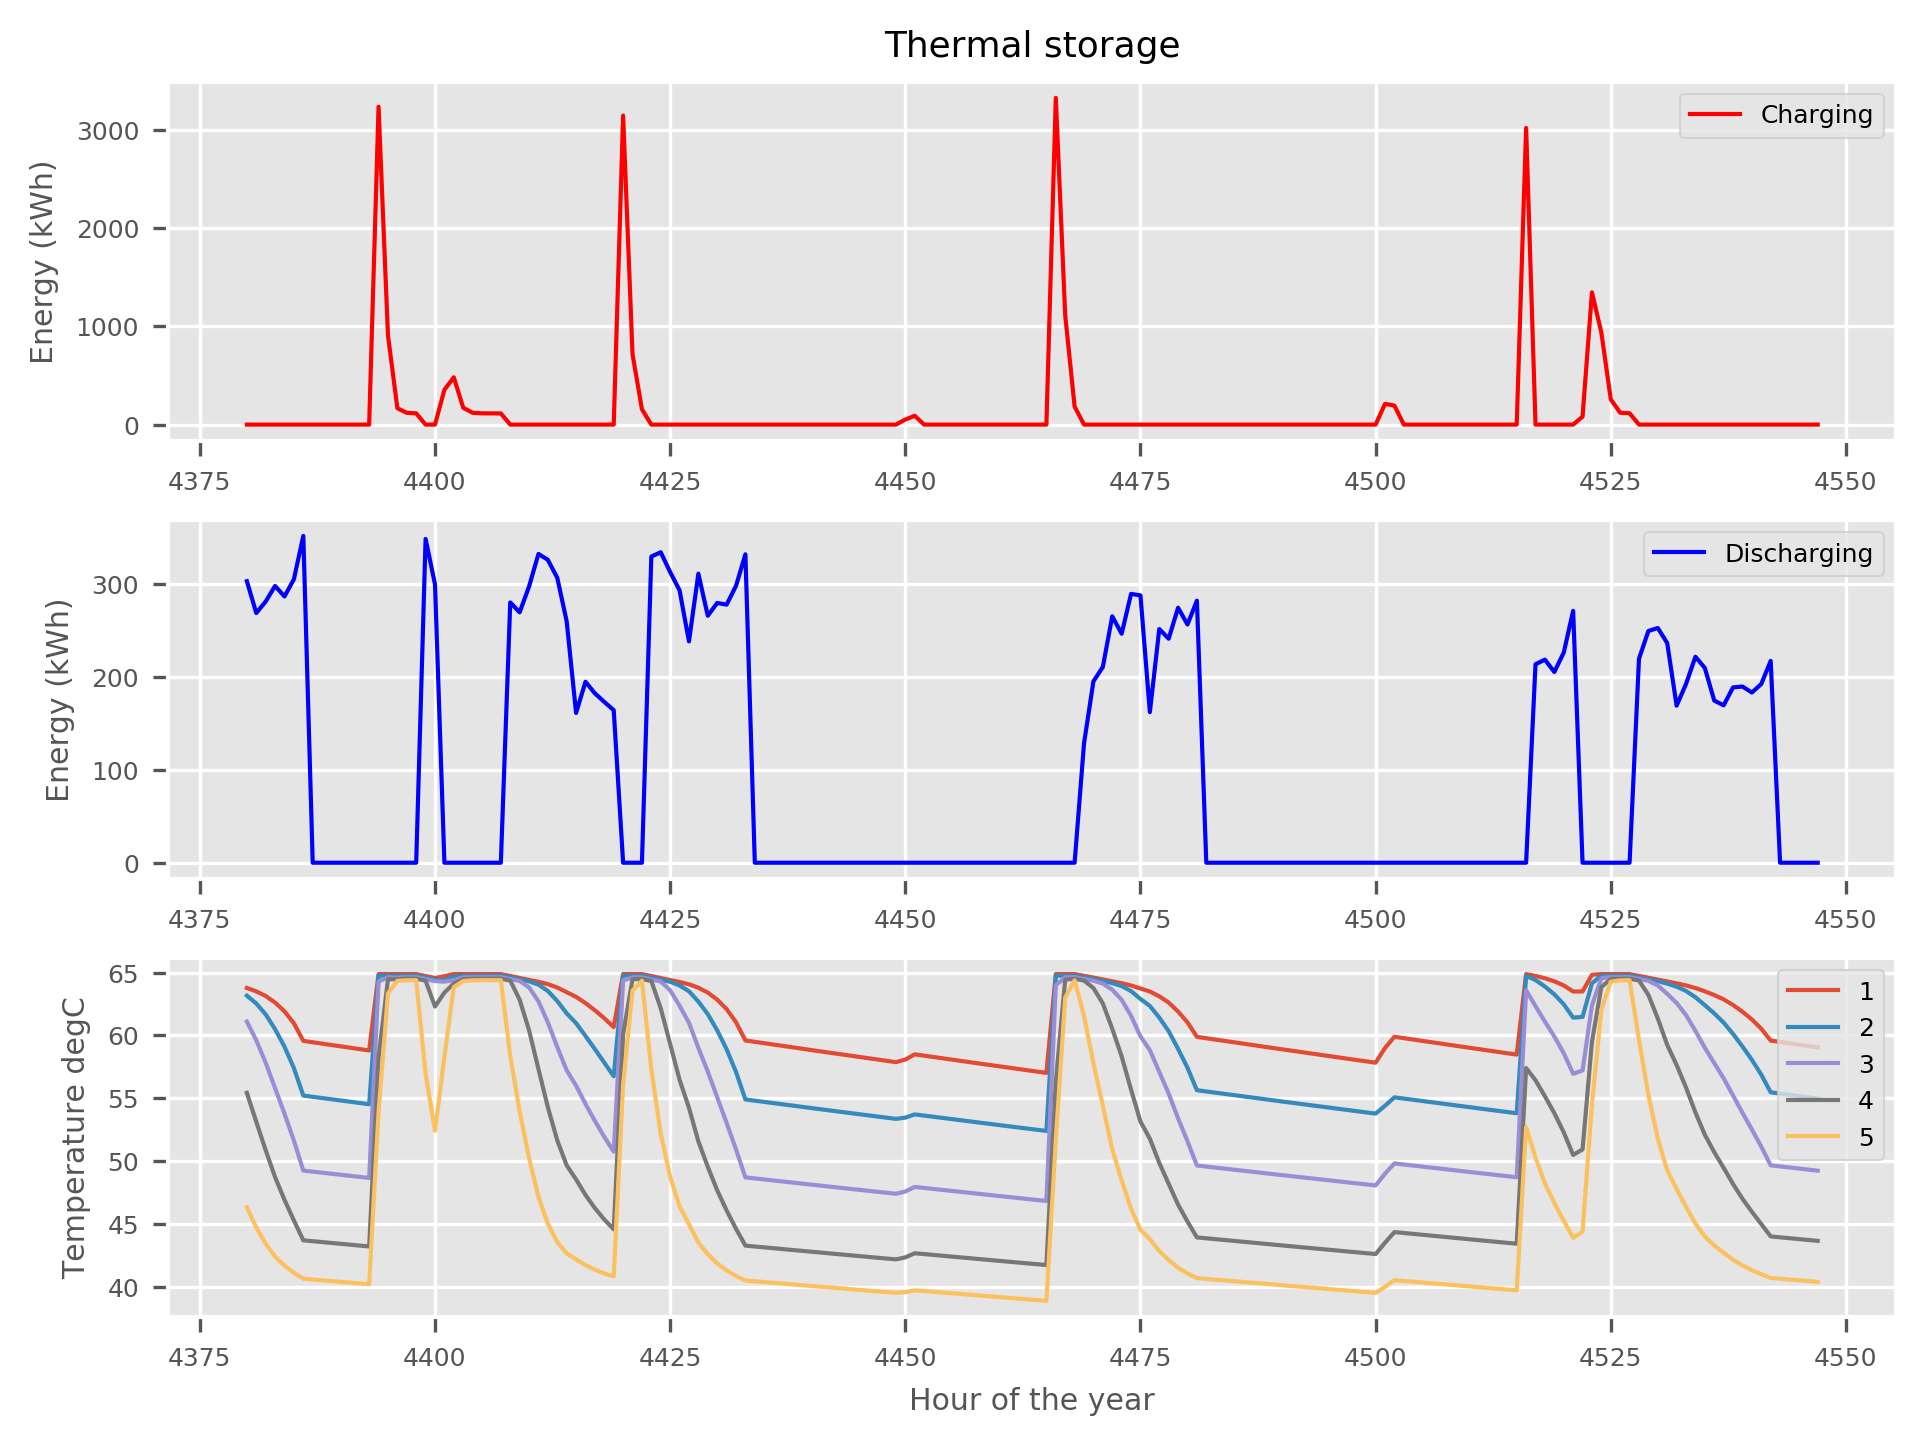 Thermal storage
Energy (kWh)
3000
2000
1000
0
Charging
4375 4400 4425 4450 4475 4500 4525 4550
Energy (kWh)
300
200
100
0
Discharging
4375 4400 4425 4450 4475 4500 4525 4550
Temperature degC
65
60
55
50
45
40
1
2
3
4
5
4375 4400 4425 4450 4475 4500 4525 4550
Hour of the year